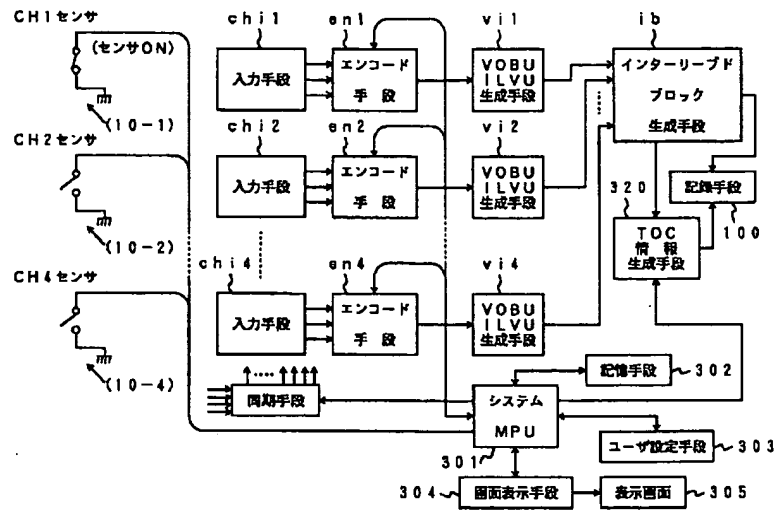 CH1センサ
(センサON)
(10-1)
CH2センサ
(10-2)
CH4センサ
(10-4)
chi1
en1
vi1
ib
入力手段
エンコード
手段
VOBU
ILVU
生成手段
インターリーブド
ブロック
生成手段
chi2
en2
vi2
入力手段
エンコード
手段
VOBU
ILVU
生成手段
320
記録手段
100
TOC
情報
生成手段
chi4
en4
vi4
入力手段
エンコード
手段
VOBU
ILVU
生成手段
同期手段
システム
MPU
301
記憶手段
302
ユーザ設定手段
303
304
画面表示手段
表示画面
305